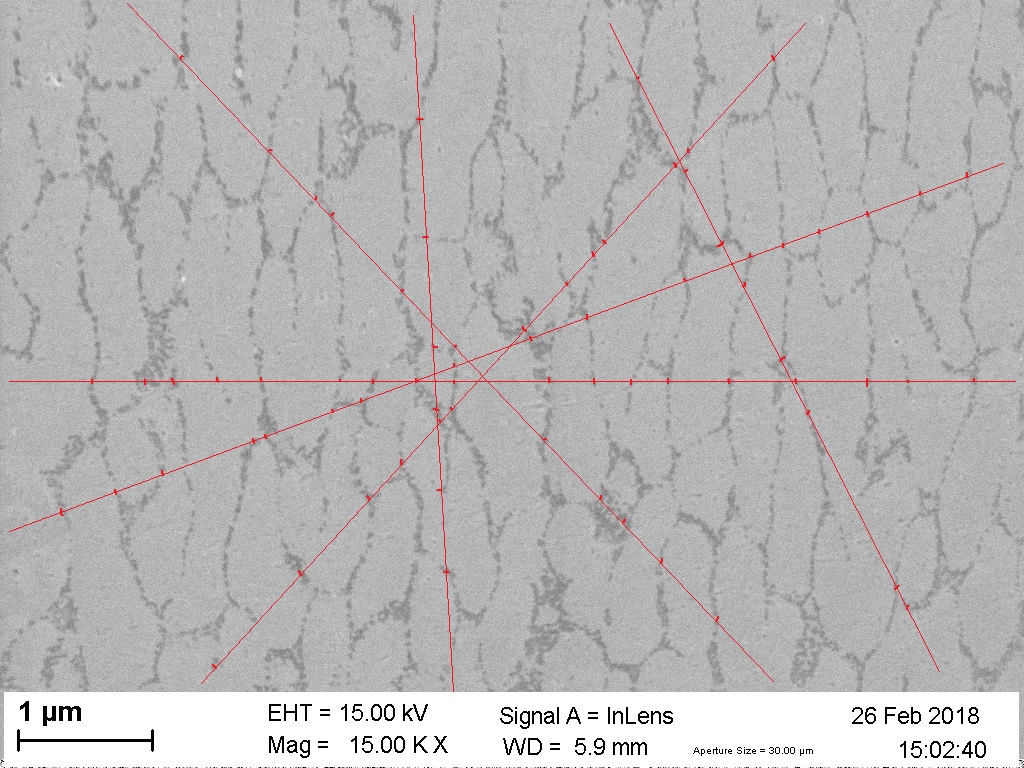 1 µm
EHT = 15.00 kV
Mag = 15.00 K X
Signal A = InLens
WD = 5.9 mm
Aperture Size = 30.00 µm
26 Feb 2018
15:02:40